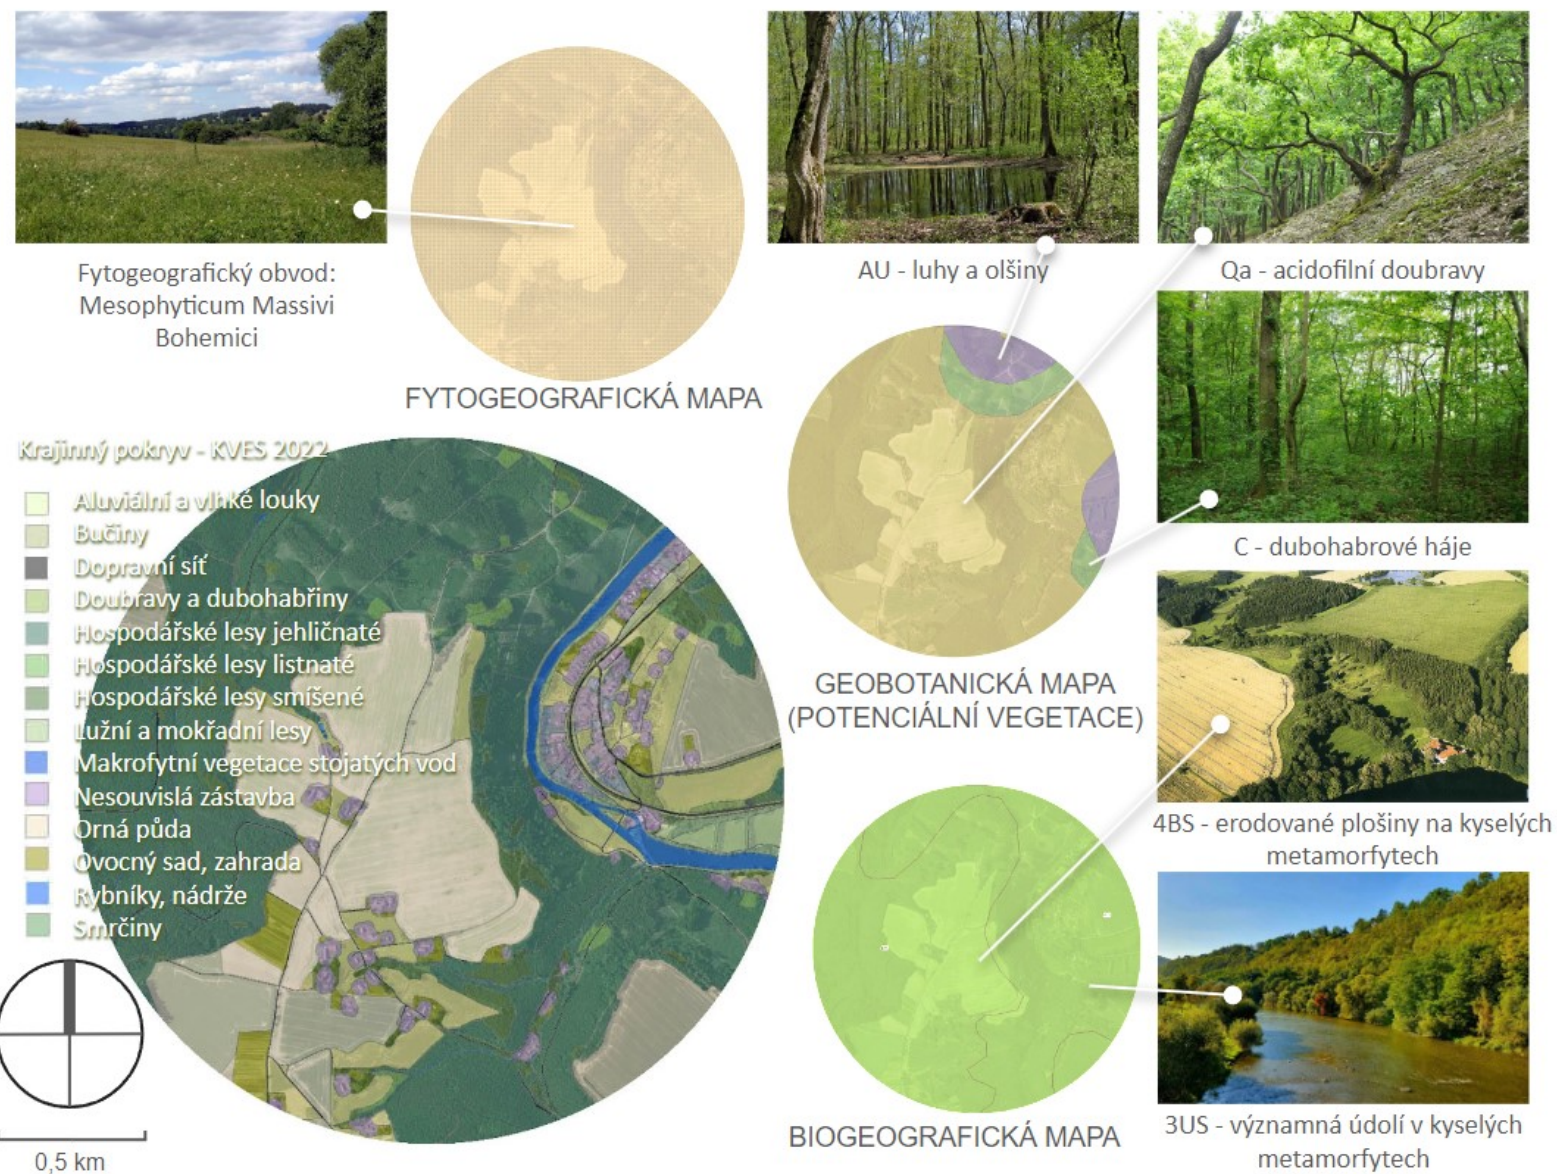 Fytogeografický obvod:
Mesophyticum Massivi
Bohemici
FYTOGEOGRAFICKÁ MAPA
AU - luhy a olšiny
Qa - acidofilní doubravy
C - dubohabrové háje
GEOBOTANICKÁ MAPA
(POTENCIÁLNÍ VEGETACE)
4BS - erodované plošiny na kyselých
metamorfytech
BIOGEOGRAFICKÁ MAPA
3US - významná údolí v kyselých
metamorfytech
Krajinný pokryv - KVES 2022
Aluviální a vlhké louky
Bučiny
Dopravní síť
Doubravy a dubohabřiny
Hospodářské lesy jehličnaté
Hospodářské lesy listnaté
Hospodářské lesy smíšené
Lužní a mokřadní lesy
Makrofytní vegetace stojatých vod
Nesouvislá zástavba
Orná půda
Ovocný sad, zahrada
Rybníky, nádrže
Smrčiny
0,5 km